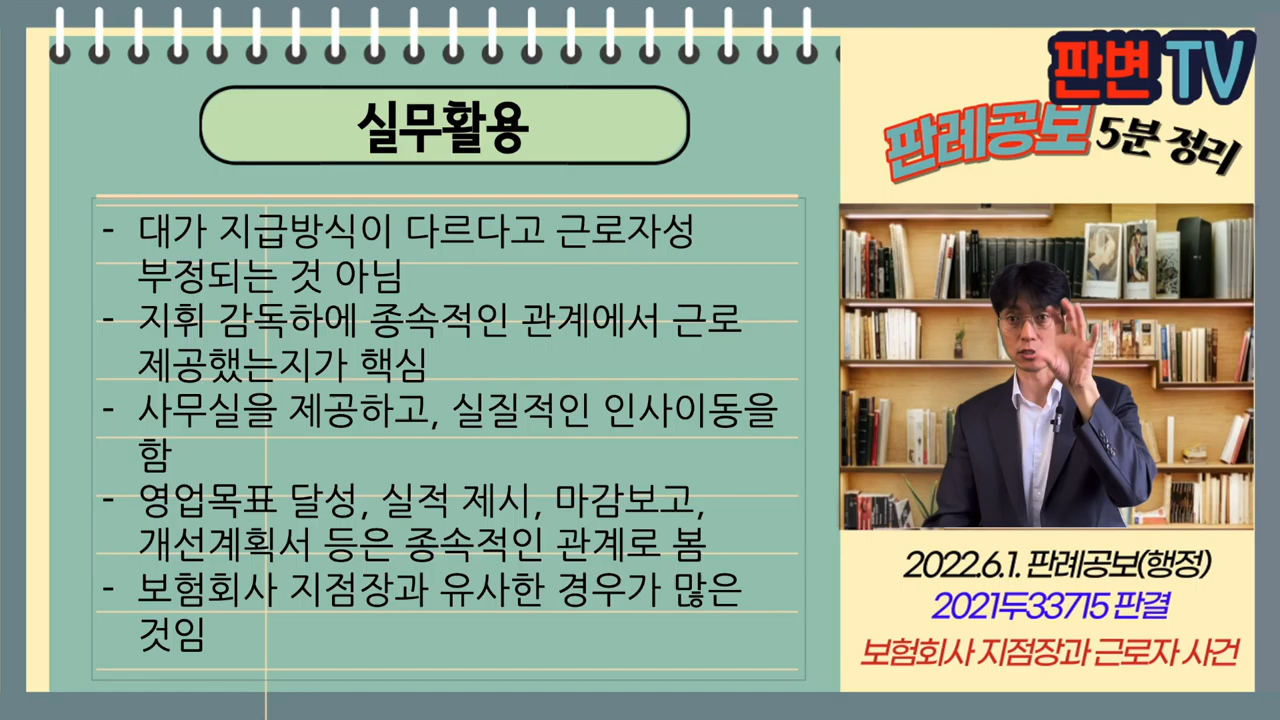 실무활용
- 대가 지급방식이 다르다고 근로자성
부정되는 것 아님
- 지휘 감독하에 종속적인 관계에서 근로
제공했는지가 핵심
- 사무실을 제공하고, 실질적인 인사이동을
함
- 영업목표 달성, 실적 제시, 마감보고,
개선계획서 등은 종속적인 관계로 봄
- 보험회사 지점장과 유사한 경우가 많은
것임
판변 TV
판례공보 5분 정리
2022.6.1. 판례공보(행정)
2021두33715 판결
보험회사 지점장과 근로자 사건